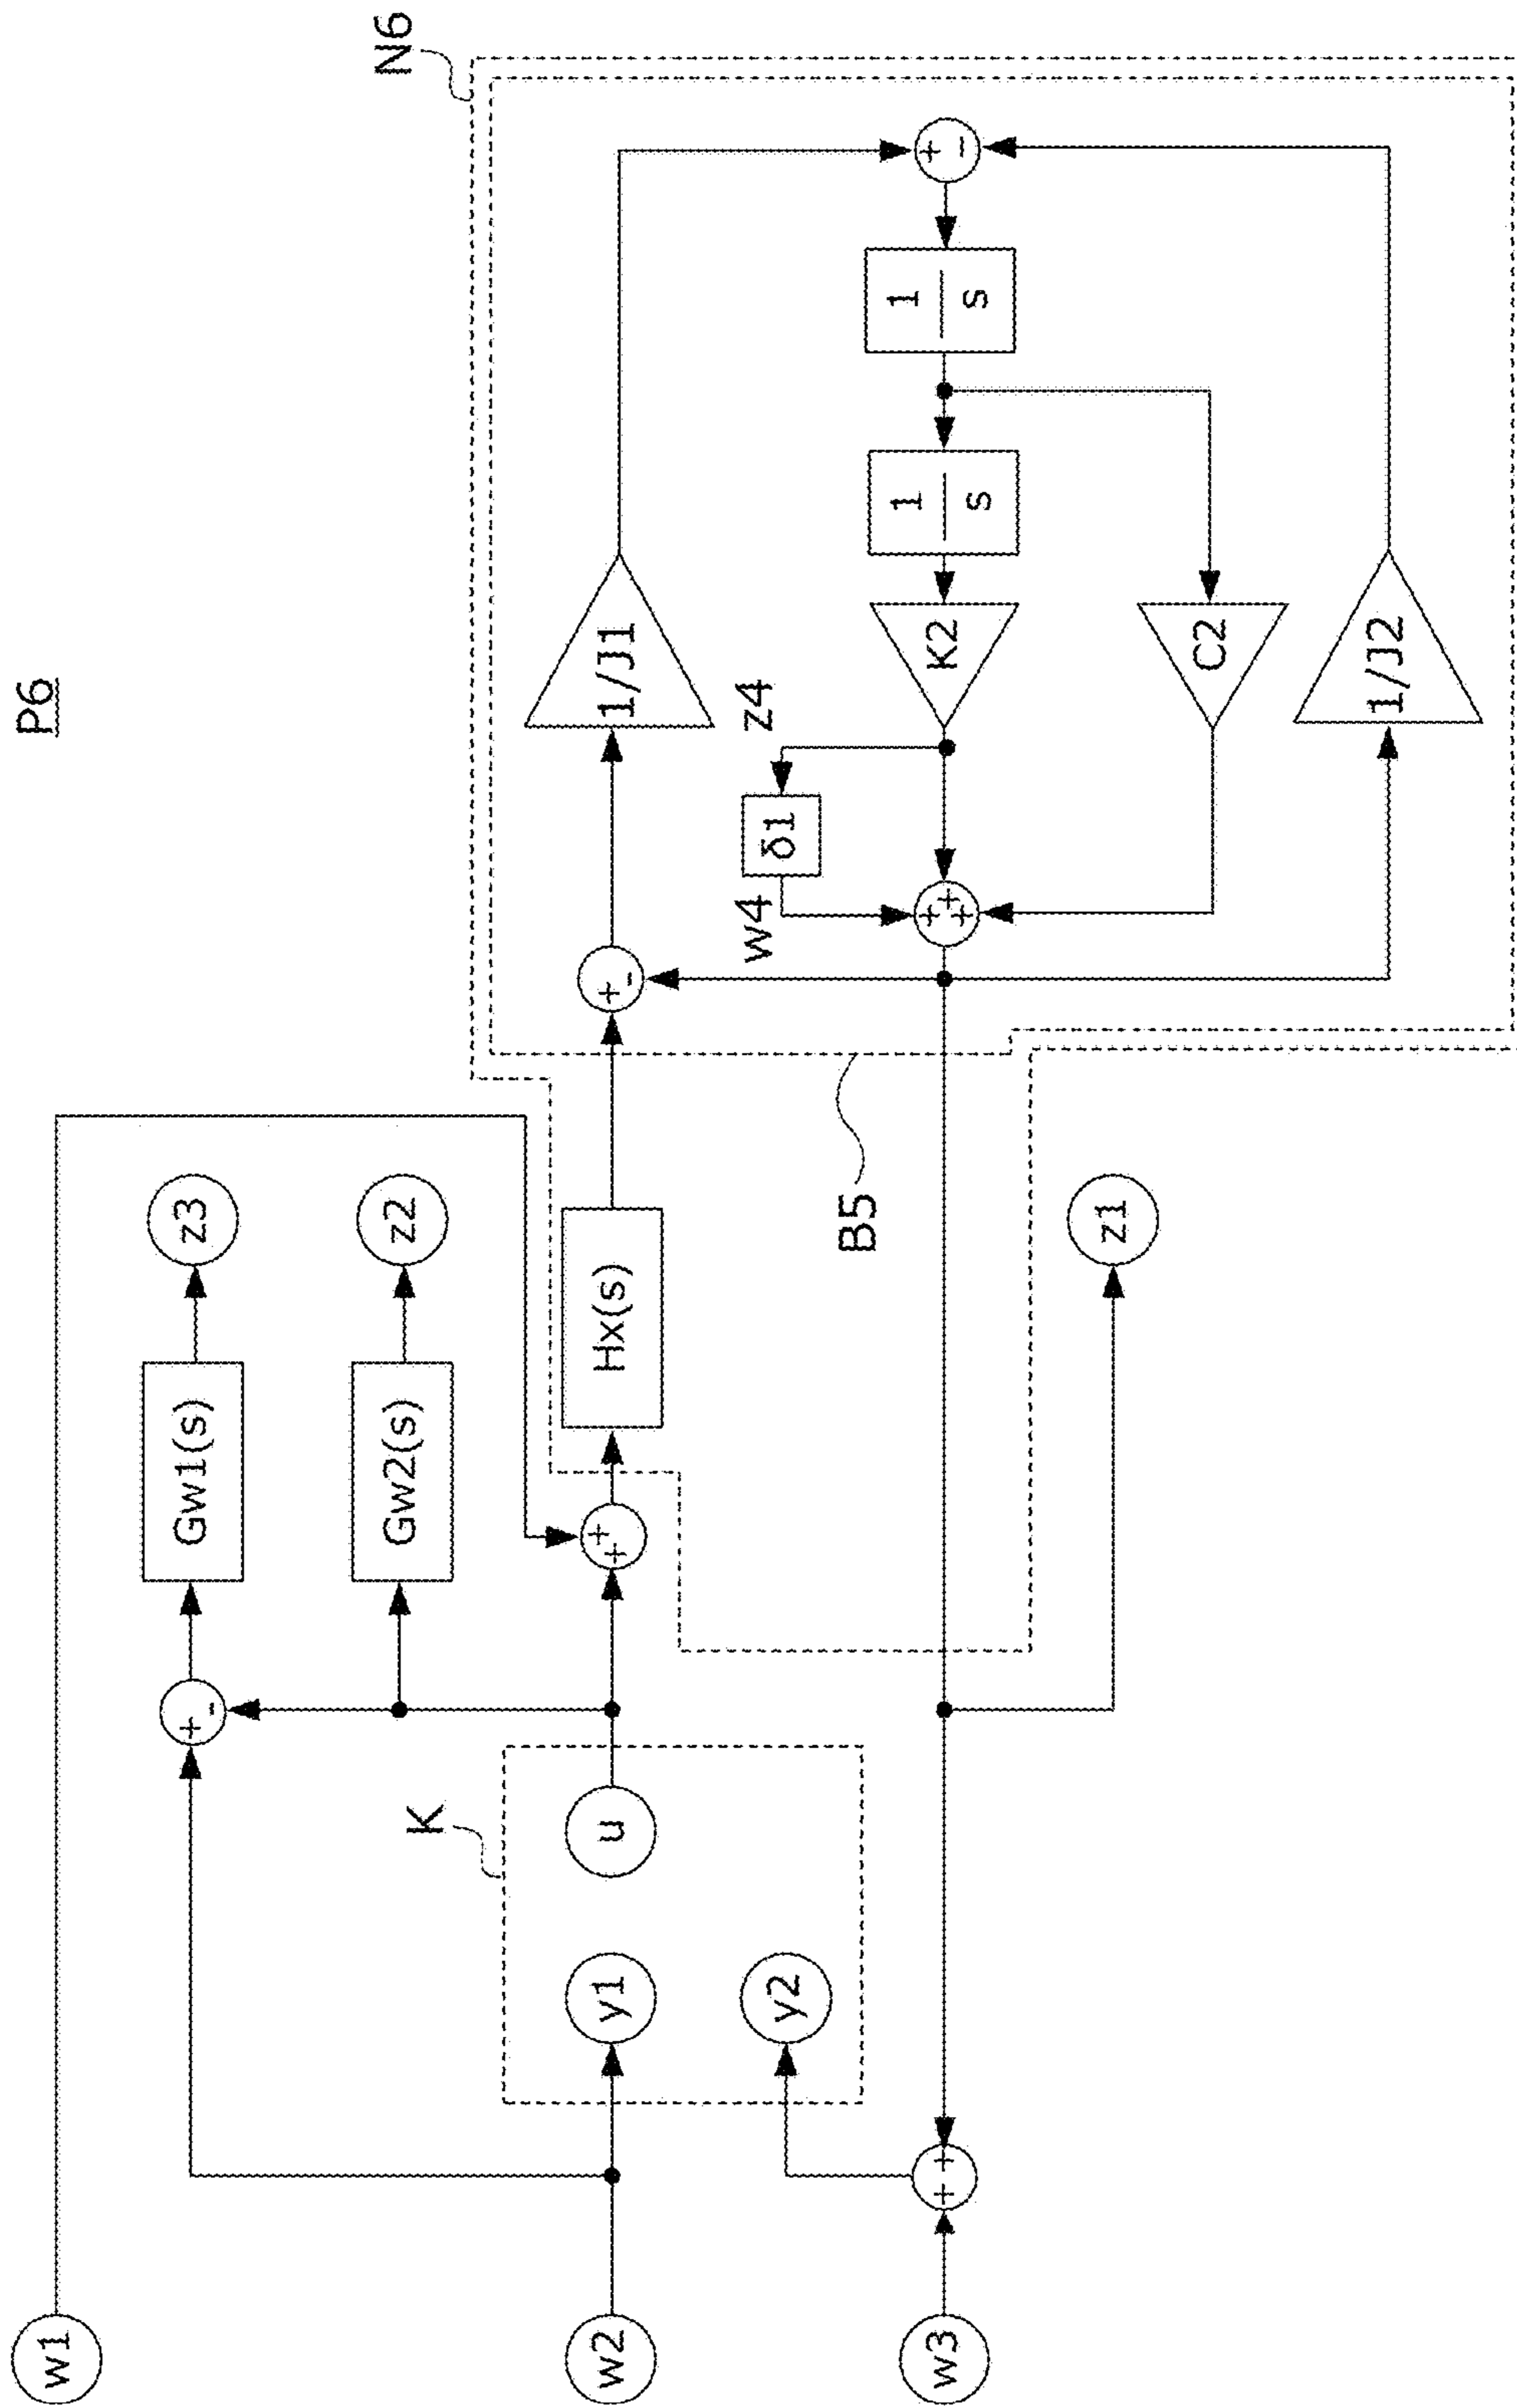 P6
N6
w1
z3
Gw1(s)
+
-
z2
Gw2(s)
K
w2
y1
u
+
+
Hx(s)
+
-
1/J1
+
-
y2
w4
δ1
z4
w3
+
+
B5
+
+
+
K2
1
s
1
s
z1
C2
1/J2